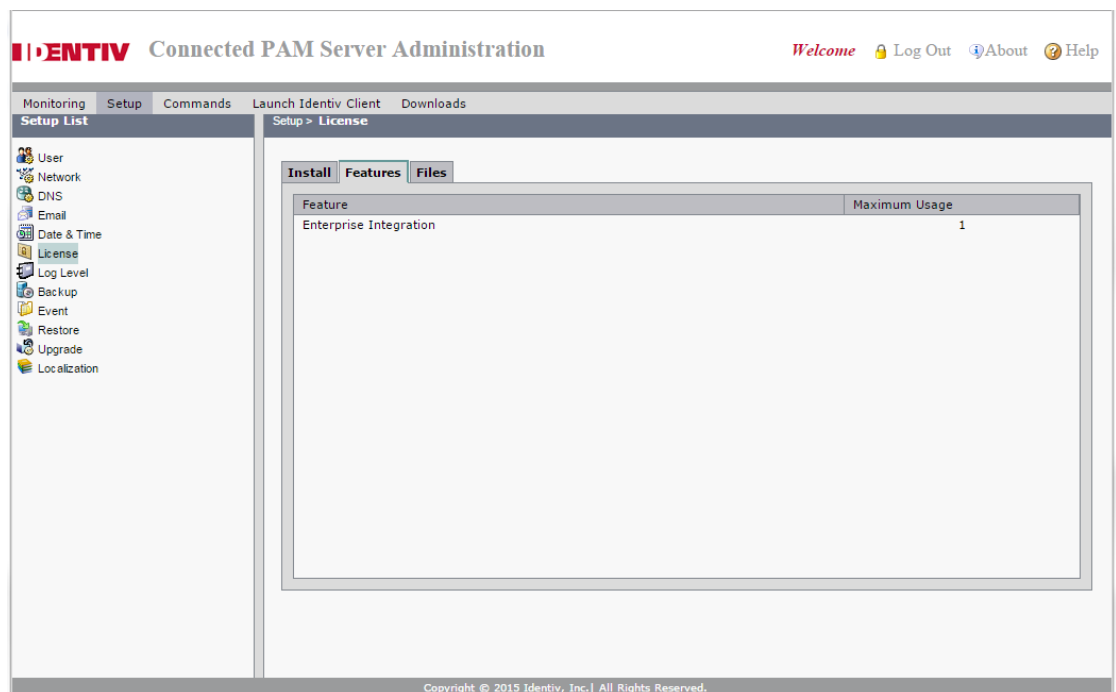 IDENTIV Connected PAM Server Administration Welcome Log Out About Help
Monitoring Setup Commands Launch Identiv Client Downloads
Setup List
Setup > License
User
Network
DNS
Email
Date & Time
License
Log Level
Backup
Event
Restore
Upgrade
Localization
Install Features Files
Feature Maximum Usage
Enterprise Integration 1
Copyright © 2015 Identiv, Inc.| All Rights Reserved.